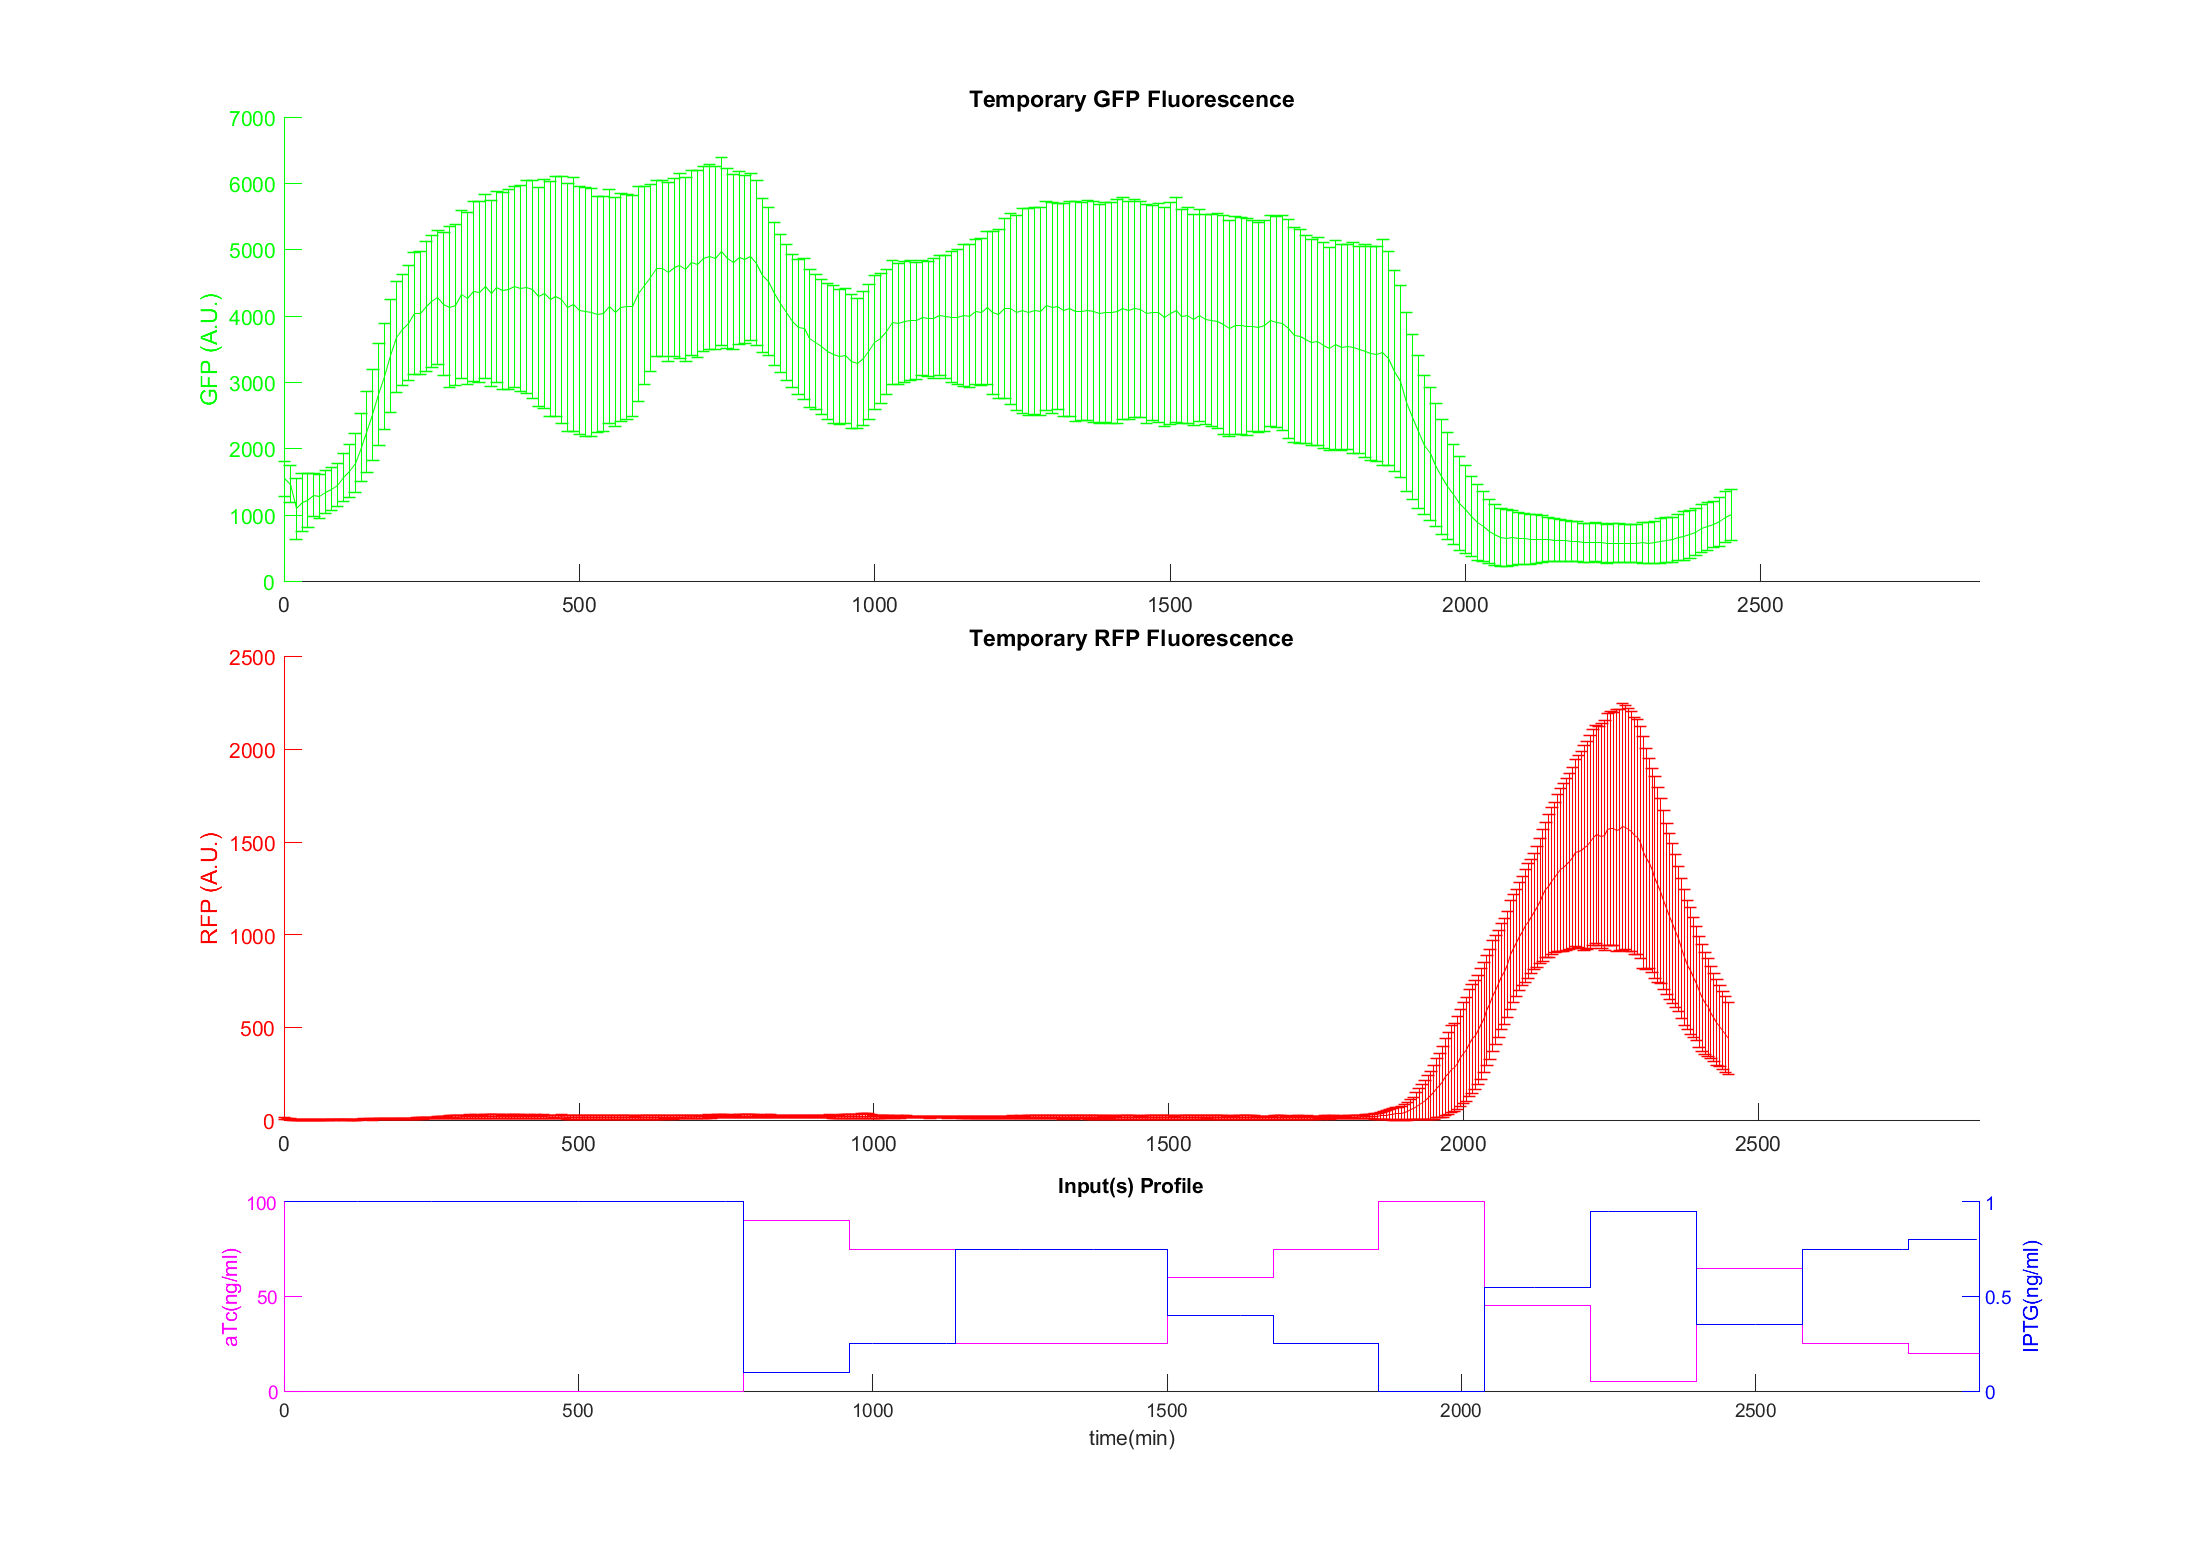 Temporary GFP Fluorescence
7000
6000
5000
4000
3000
2000
1000
0
GFP (A.U.)
0 500 1000 1500 2000 2500
Temporary RFP Fluorescence
2500
2000
1500
1000
500
0
RFP (A.U.)
0 500 1000 1500 2000 2500
Input(s) Profile
100
50
0
aTc(ng/ml)
1
0.5
0
IPTG(ng/ml)
0 500 1000 1500 2000 2500
time(min)